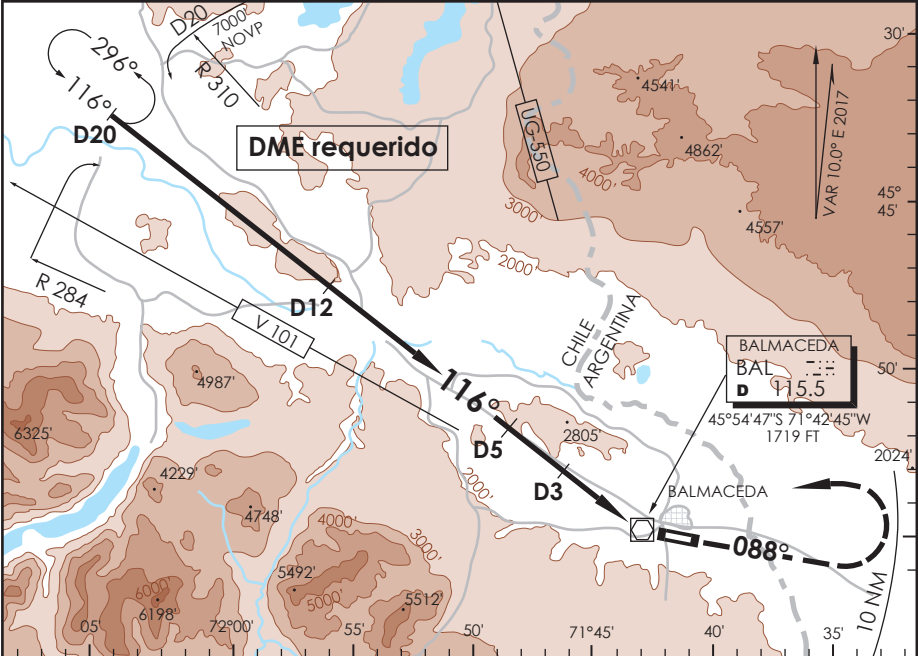 D20
7000'
NOVP
R 310
296°
116°
D20
DME requerido
UG-550
4541'
4862'
4000'
3000'
4557'
VAR 10.0° E 2017
30'
45°
45'
2000'
R 284
D12
V 101
CHILE
ARGENTINA
BALMACEDA
BAL
D 115.5
45°54'47"S 71°42'45"W
1719 FT
50'
4987'
116°
6325'
D5
2805'
2024'
D3
2000'
BALMACEDA
4229'
4748'
4000'
3000'
088°
5492'
5000'
5512'
6000'
6198'
10 NM
05'
72°00'
55'
50'
71°45'
40'
35'